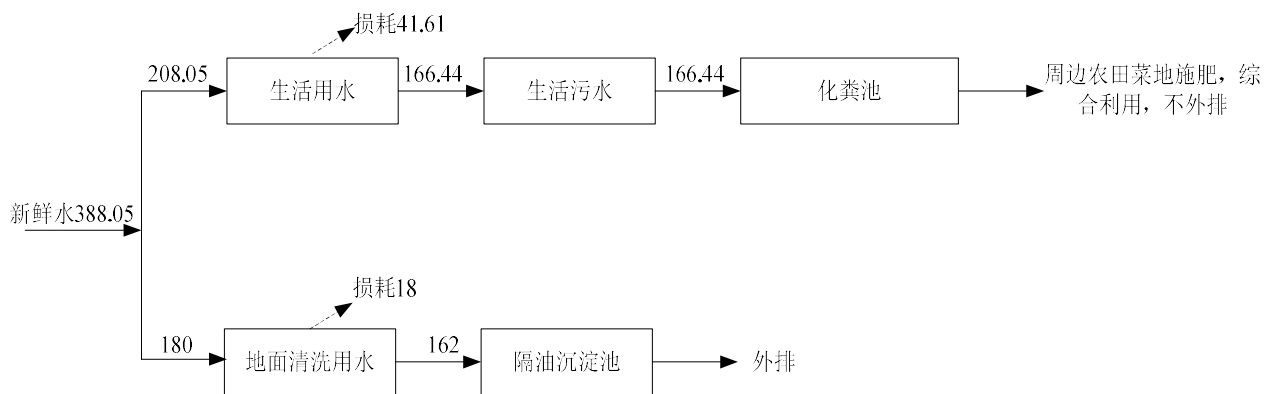 损耗41.61
208.05
生活用水
166.44
生活污水
166.44
化粪池
周边农田菜地施肥，综
合利用，不外排
新鲜水388.05
损耗18
180
地面清洗用水
162
隔油沉淀池
外排